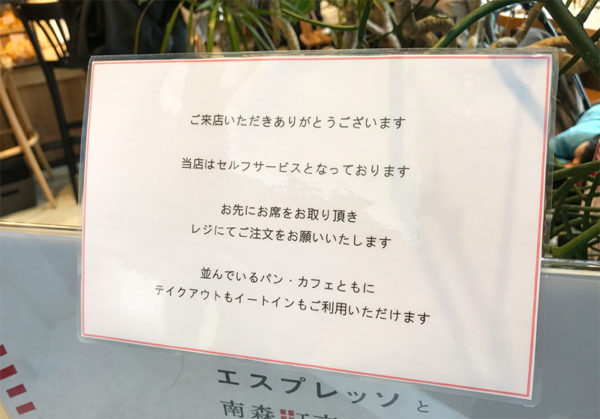 ご来店いただきありがとうございます
当店はセルフサービスとなっております
お先にお席をお取り頂き
レジにてご注文をお願いいたします
並んでいるパン・カフェともに
テイクアウトもイートインもご利用いただけます
エスプレッソと
南森町